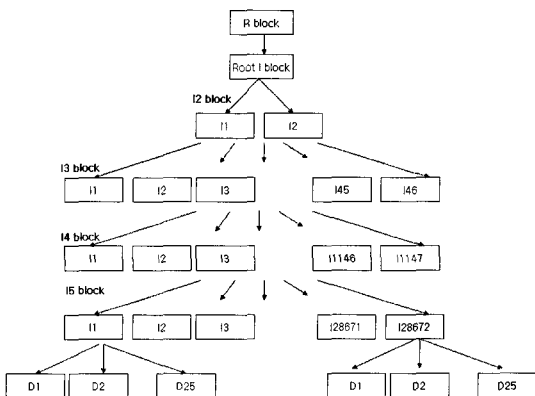 R block
Root I block
I2 block
I1 I2
I3 block
I1 I2 I3 I45 I46
I4 block
I1 I2 I3 I1146 I1147
I5 block
I1 I2 I3 I28671 I28672
D1 D2 D25 D1 D2 D25